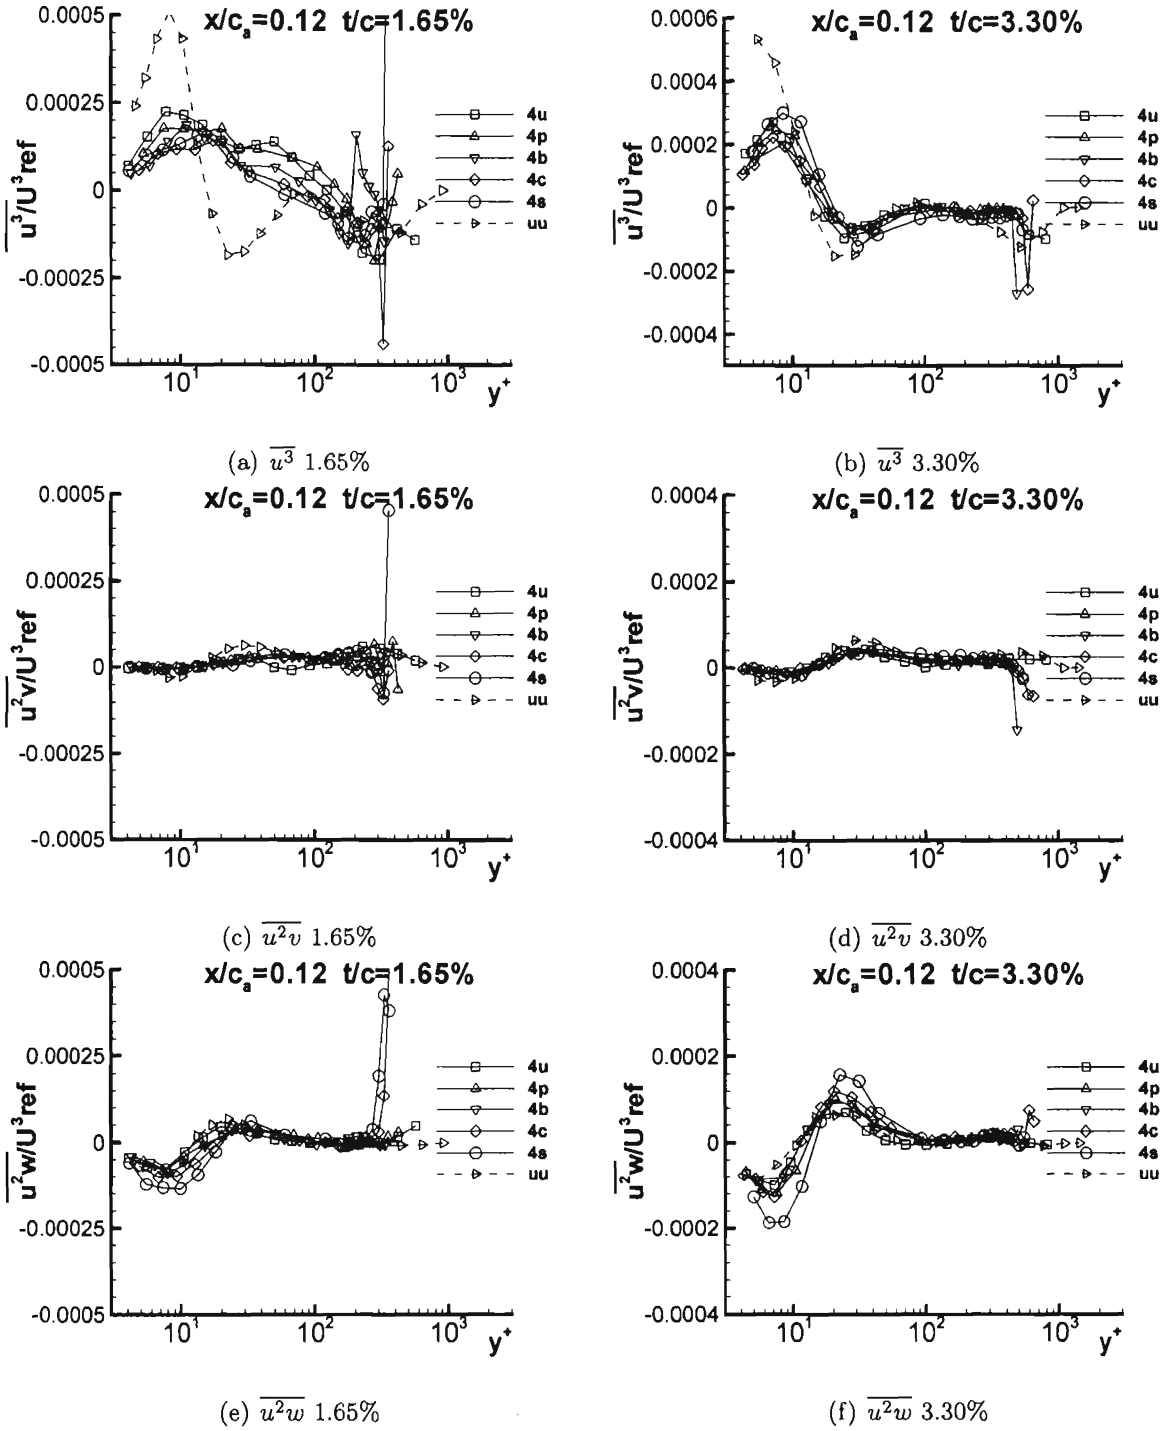 x/cₐ=0.12 t/c=1.65%
0.0005
0.00025
0
-0.00025
-0.0005
u³/U³ref
10¹ 10² 10³
y⁺
4u
4p
4b
4c
4s
uu
(a) u³ 1.65%
x/cₐ=0.12 t/c=3.30%
0.0006
0.0004
0.0002
0
-0.0002
-0.0004
u³/U³ref
10¹ 10² 10³
y⁺
4u
4p
4b
4c
4s
uu
(b) u³ 3.30%
x/cₐ=0.12 t/c=1.65%
0.0005
0.00025
0
-0.00025
-0.0005
u²v/U³ref
10¹ 10² 10³
y⁺
4u
4p
4b
4c
4s
uu
(c) u²v 1.65%
x/cₐ=0.12 t/c=3.30%
0.0004
0.0002
0
-0.0002
-0.0004
u²v/U³ref
10¹ 10² 10³
y⁺
4u
4p
4b
4c
4s
uu
(d) u²v 3.30%
x/cₐ=0.12 t/c=1.65%
0.0005
0.00025
0
-0.00025
-0.0005
u²w/U³ref
10¹ 10² 10³
y⁺
4u
4p
4b
4c
4s
uu
(e) u²w 1.65%
x/cₐ=0.12 t/c=3.30%
0.0004
0.0002
0
-0.0002
-0.0004
u²w/U³ref
10¹ 10² 10³
y⁺
4u
4p
4b
4c
4s
uu
(f) u²w 3.30%